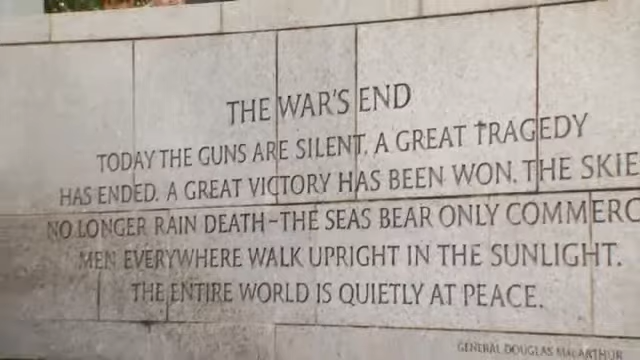 THE WAR'S END
TODAY THE GUNS ARE SILENT. A GREAT TRAGEDY
HAS ENDED. A GREAT VICTORY HAS BEEN WON. THE SKIE
NO LONGER RAIN DEATH-THE SEAS BEAR ONLY COMMERC
MEN EVERYWHERE WALK UPRIGHT IN THE SUNLIGHT.
THE ENTIRE WORLD IS QUIETLY AT PEACE.
GENERAL DOUGLAS MACARTHUR